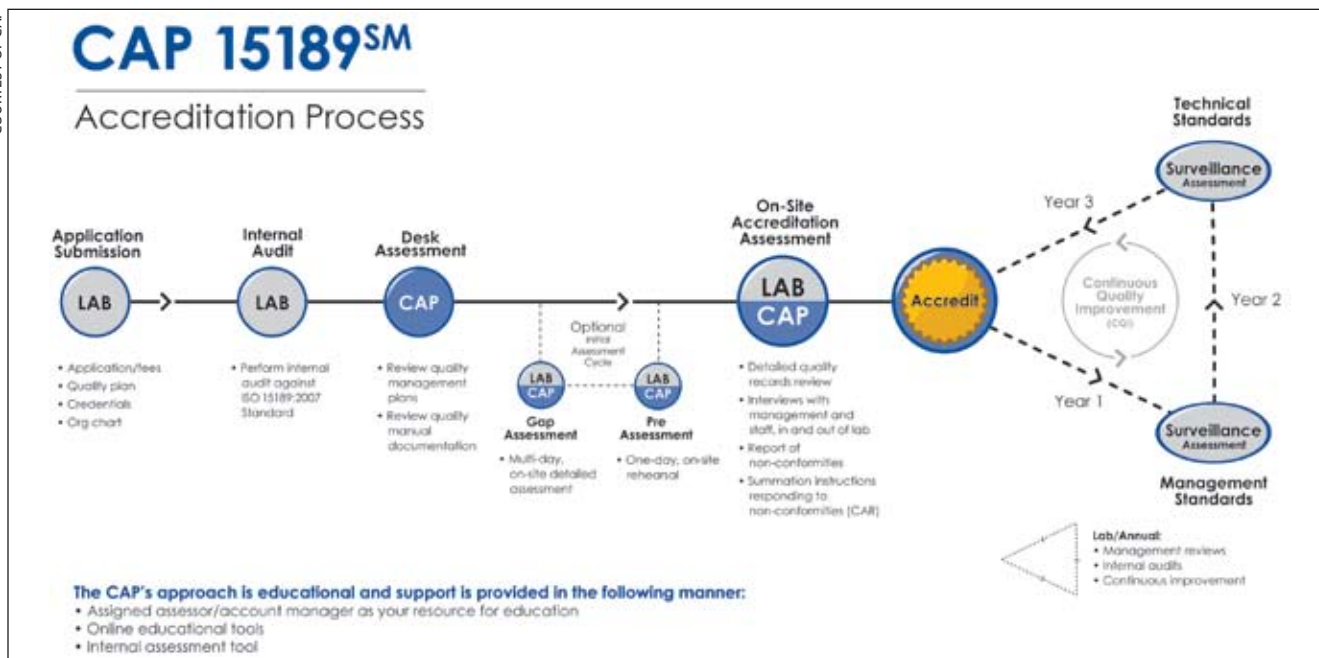 CAP 15189SM
Accreditation Process
Application
Submission
LAB
• Application/fees
• Quality plan
• Credentials
• Org chart
Internal
Audit
LAB
• Perform internal
audit against
ISO 15189:2007
Standard
Desk
Assessment
CAP
• Review quality
management
plans
• Review quality
manual
documentation
Optional
Initial
Assessment
Cycle
LAB
CAP
Gap
Assessment
• Multi-day,
on-site detailed
assessment
LAB
CAP
Pre
Assessment
• One-day, on-site
rehearsal
On-Site
Accreditation
Assessment
LAB
CAP
• Detailed quality
records review
• Interviews with
management and
staff, in and out of lab
• Report of
non-conformities
• Summation instructions
responding to
non-conformities (CAR)
Accredit
Year 3
Technical
Standards
Surveillance
Assessment
Continuous
Quality
Improvement
(CQI)
Year 2
Year 1
Surveillance
Assessment
Management
Standards
Lab/Annual:
• Management reviews
• Internal audits
• Continuous improvement
The CAP's approach is educational and support is provided in the following manner:
• Assigned assessor/account manager as your resource for education
• Online educational tools
• Internal assessment tool